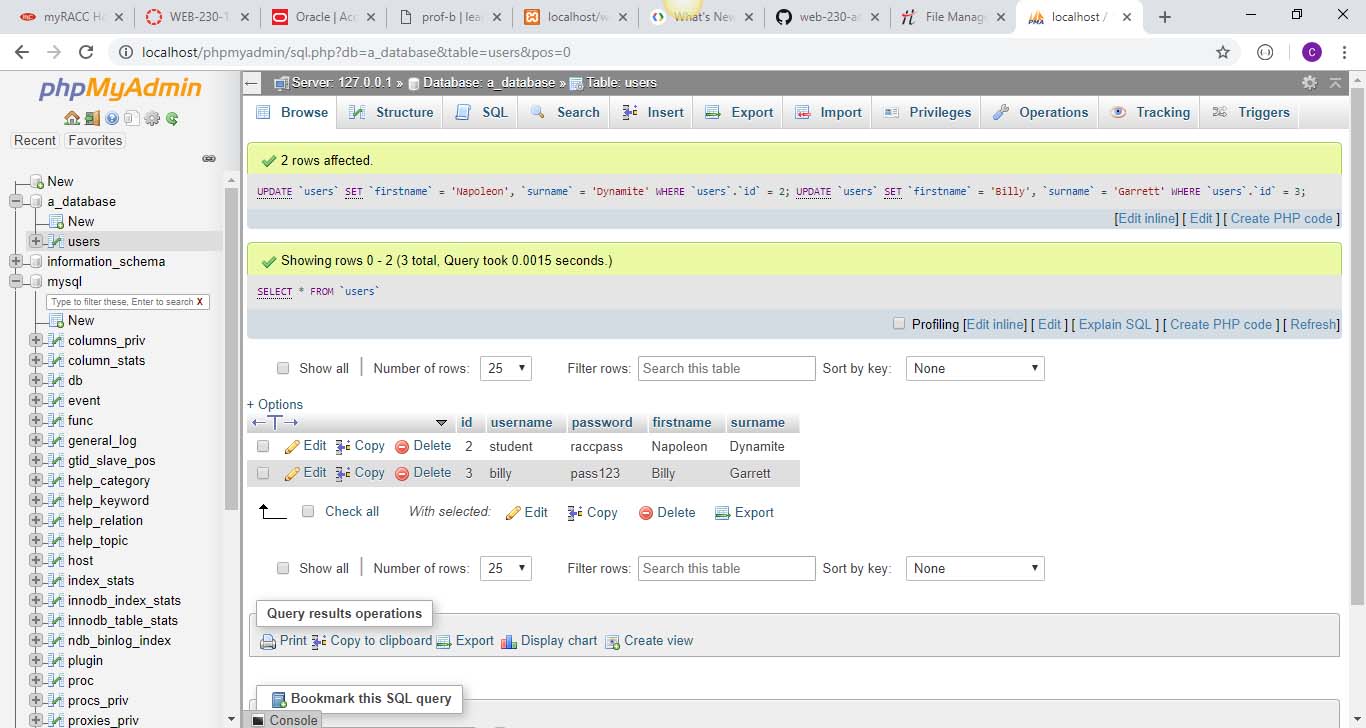 myRACC H
WEB-230-1
Oracle | Acc
prof-b | lea
localhost/w
What's New
web-230-as
File Manag
localhost /
localhost/phpmyadmin/sql.php?db=a_database&table=users&pos=0
C
phpMyAdmin
Recent
Favorites
New
a_database
New
users
information_schema
mysql
Type to filter these, Enter to search X
New
columns_priv
column_stats
db
event
func
general_log
gtid_slave_pos
help_category
help_keyword
help_relation
help_topic
host
index_stats
innodb_index_stats
innodb_table_stats
ndb_binlog_index
plugin
proc
procs_priv
proxies_priv
Server: 127.0.0.1 » Database: a_database » Table: users
Browse Structure SQL Search Insert Export Import Privileges Operations Tracking Triggers
2 rows affected.
UPDATE `users` SET `firstname` = 'Napoleon', `surname` = 'Dynamite' WHERE `users`.`id` = 2; UPDATE `users` SET `firstname` = 'Billy', `surname` = 'Garrett' WHERE `users`.`id` = 3;
[Edit inline] [ Edit ] [ Create PHP code ]
Showing rows 0 - 2 (3 total, Query took 0.0015 seconds.)
SELECT * FROM `users`
Profiling [Edit inline] [ Edit ] [ Explain SQL ] [ Create PHP code ] [ Refresh]
Show all | Number of rows: 25 Filter rows: Search this table Sort by key: None
+ Options
id username password firstname surname
Edit Copy Delete 2 student raccpass Napoleon Dynamite
Edit Copy Delete 3 billy pass123 Billy Garrett
Check all With selected: Edit Copy Delete Export
Show all | Number of rows: 25 Filter rows: Search this table Sort by key: None
Query results operations
Print Copy to clipboard Export Display chart Create view
Bookmark this SQL query
Console